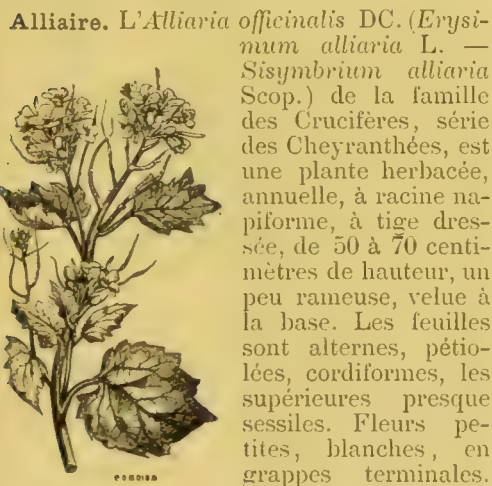 Alliaire. L'Alliaria officinalis DC. (Erysi-
mum alliaria L. —
Sisymbrium alliaria
Scop.) de la famille
des Crucifères, série
des Cheyranthées, est
une plante herbacée,
annuelle, à racine na-
piforme, à tige dres-
sée, de 50 à 70 centi-
mètres de hauteur, un
peu rameuse, velue à
la base. Les feuilles
sont alternes, pétio-
lées, cordiformes, les
supérieures presque
sessiles. Fleurs pe-
tites, blanches, en
grappes terminales.